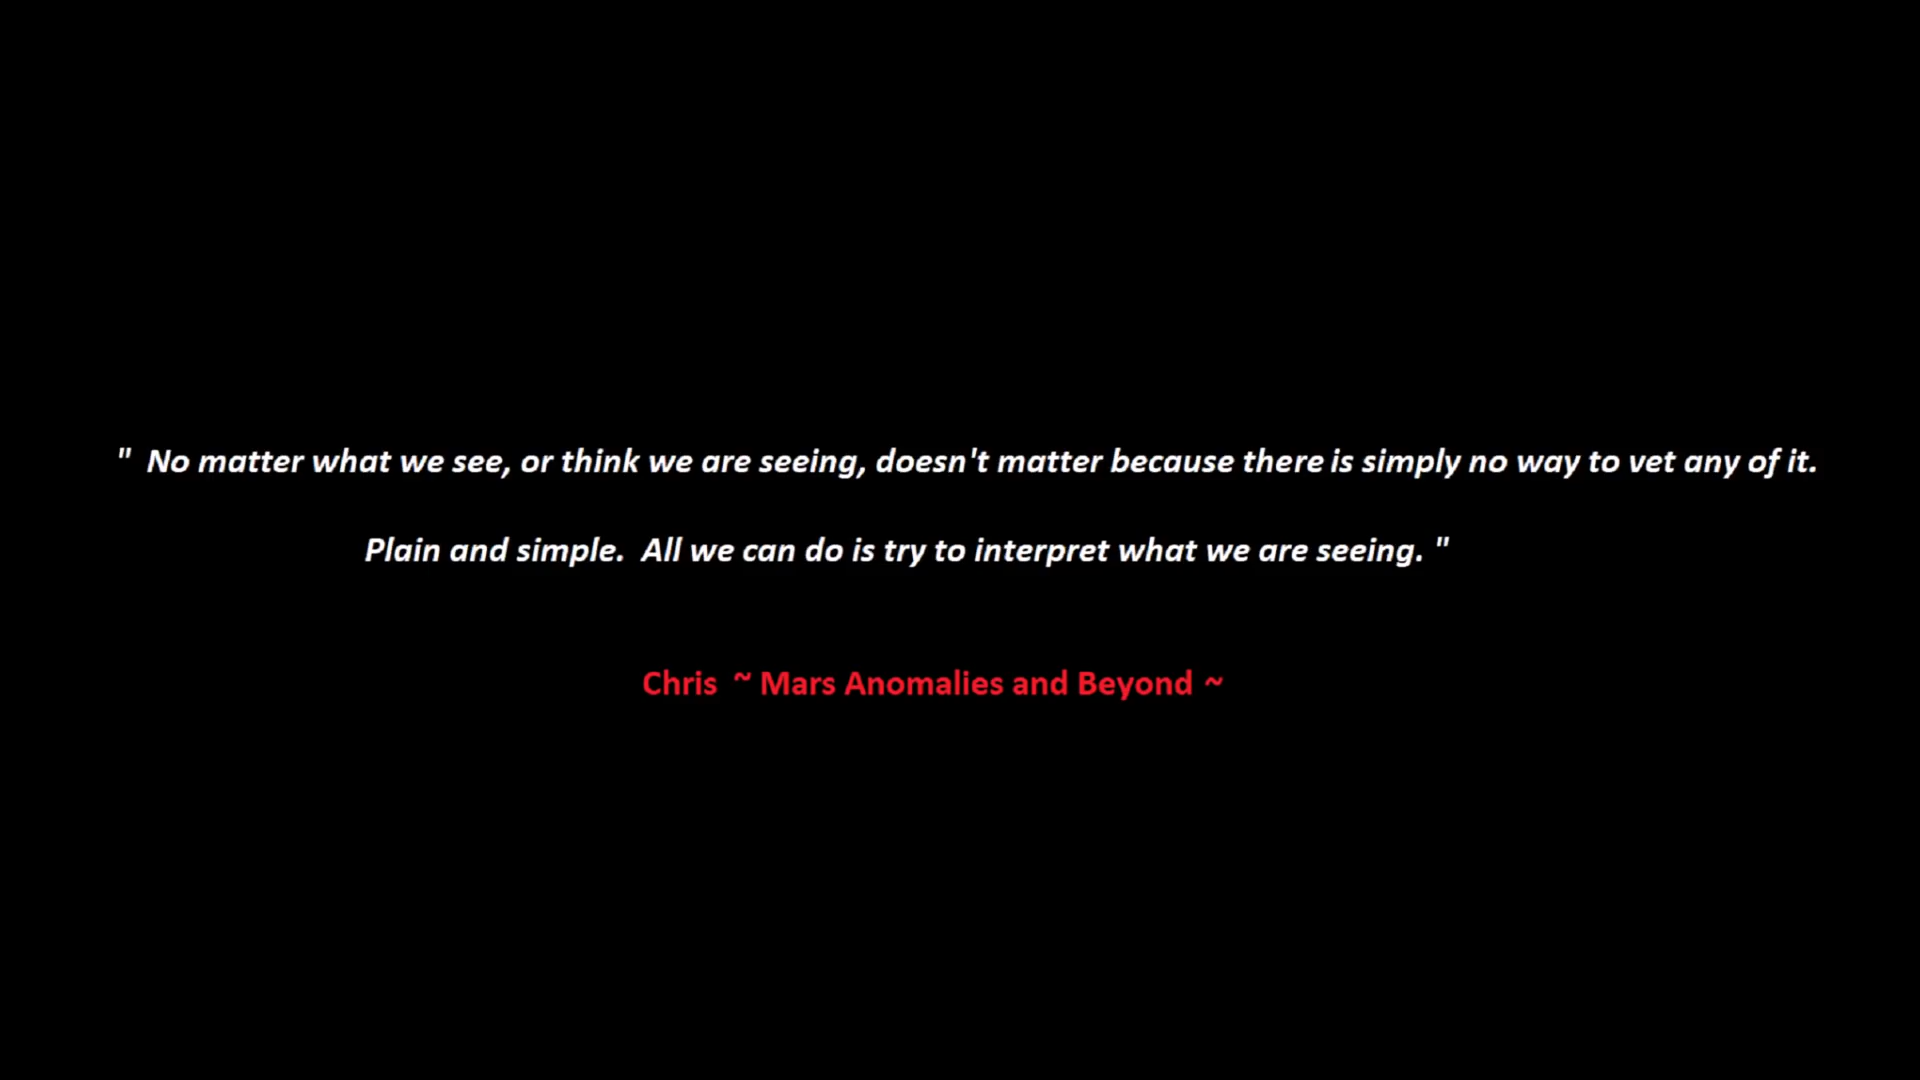 " No matter what we see, or think we are seeing, doesn't matter because there is simply no way to vet any of it.
Plain and simple.  All we can do is try to interpret what we are seeing. "
Chris  ~ Mars Anomalies and Beyond ~